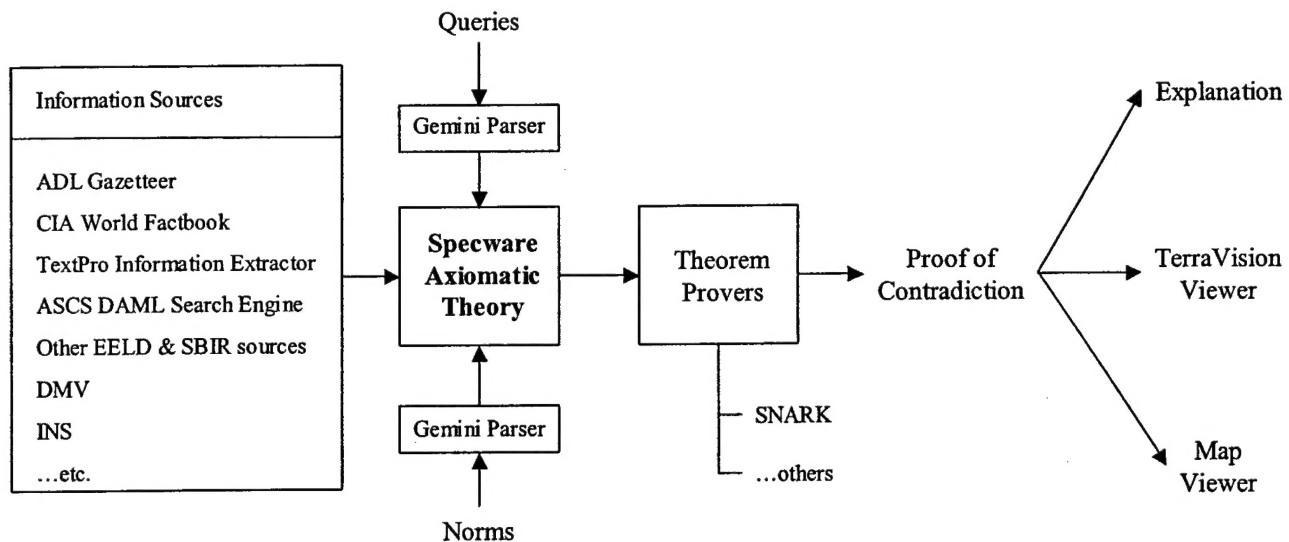 Queries
Information Sources
Gemini Parser
Explanation
ADL Gazetteer
CIA World Factbook
TextPro Information Extractor
ASCS DAML Search Engine
Other EELD & SBIR sources
DMV
INS
...etc.
Specware
Axiomatic
Theory
Theorem
Provers
Proof of
Contradiction
TerraVision
Viewer
Gemini Parser
SNARK
...others
Map
Viewer
Norms